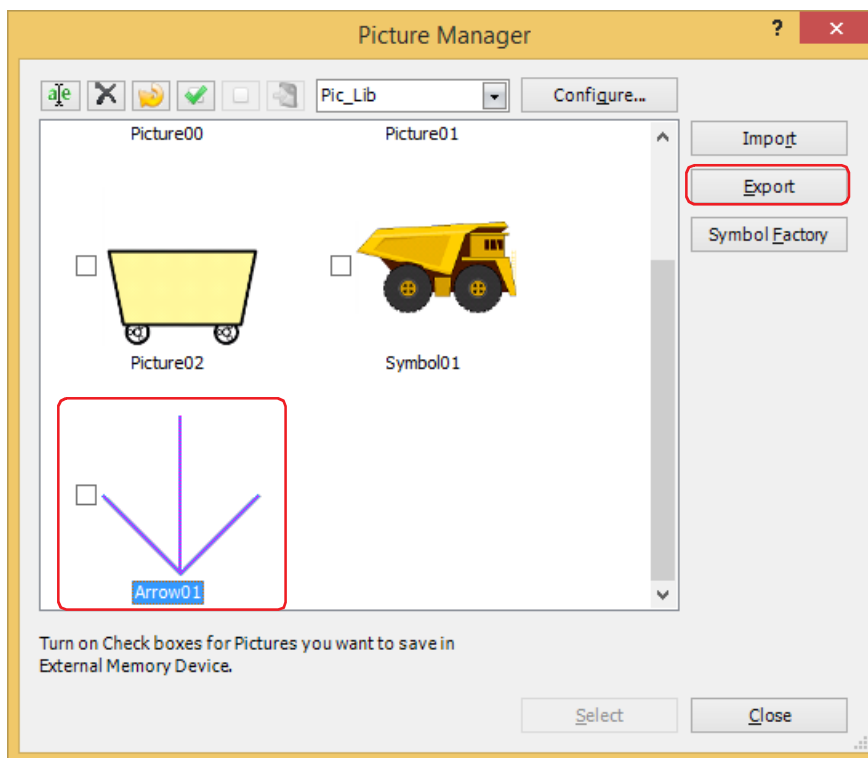 Picture Manager
?
aIe
Pic_Lib
Configure...
Picture00
Picture01
Import
Export
Symbol Factory
Picture02
Symbol01
Arrow01
Turn on Check boxes for Pictures you want to save in
External Memory Device.
Select
Close